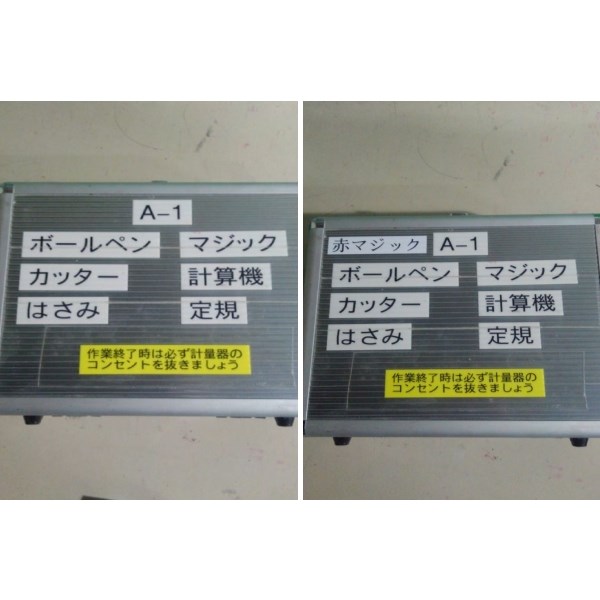 A-1
ボールペン マジック
カッター 計算機
はさみ 定規
作業終了時は必ず計量器の
コンセントを抜きましょう
赤マジック A-1
ボールペン マジック
カッター 計算機
はさみ 定規
作業終了時は必ず計量器の
コンセントを抜きましょう